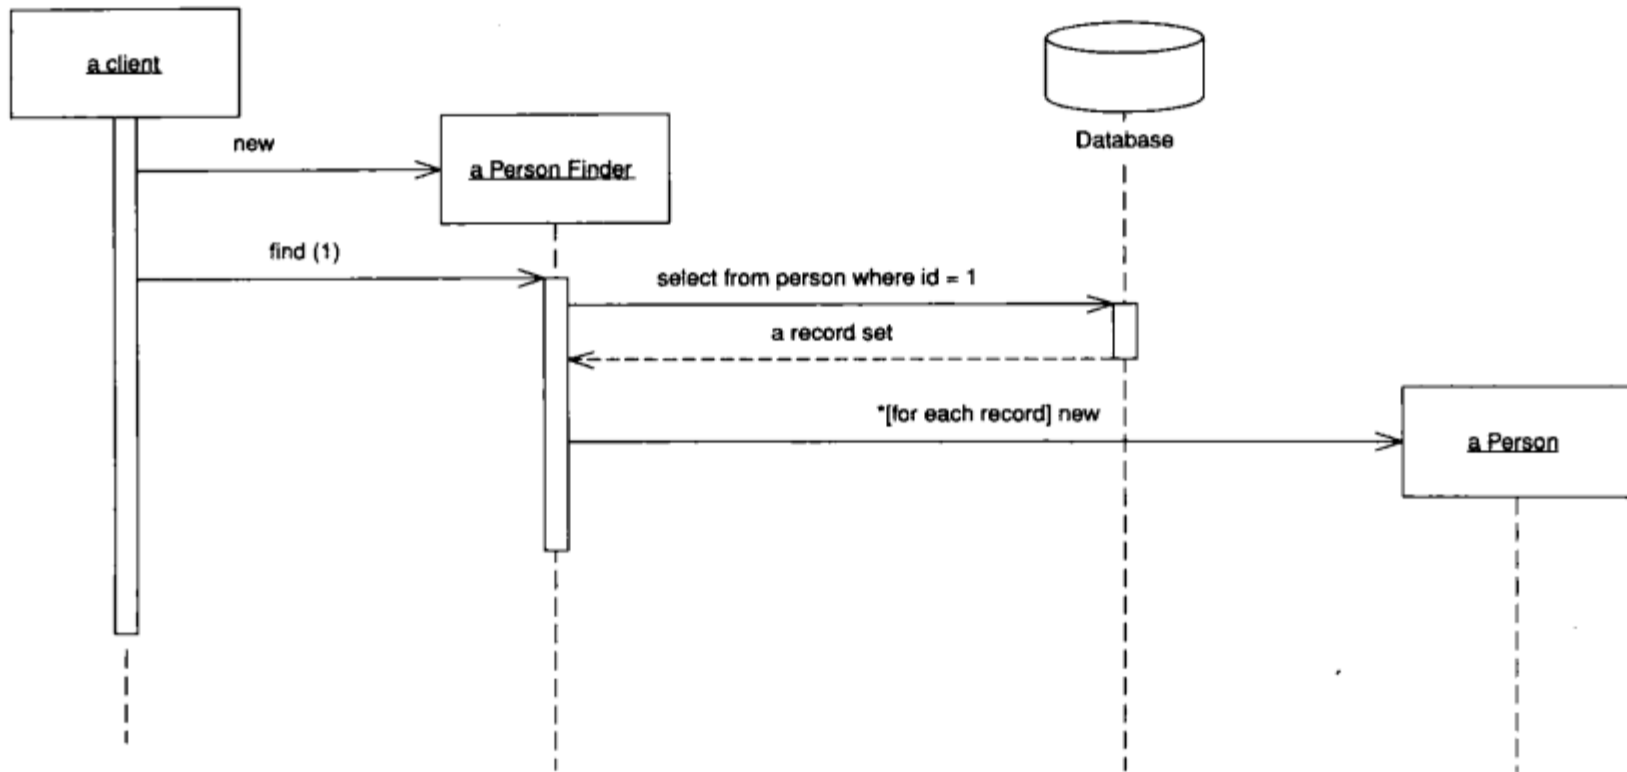 a client
new
a Person Finder
Database
find (1)
select from person where id = 1
a record set
*[for each record] new
a Person